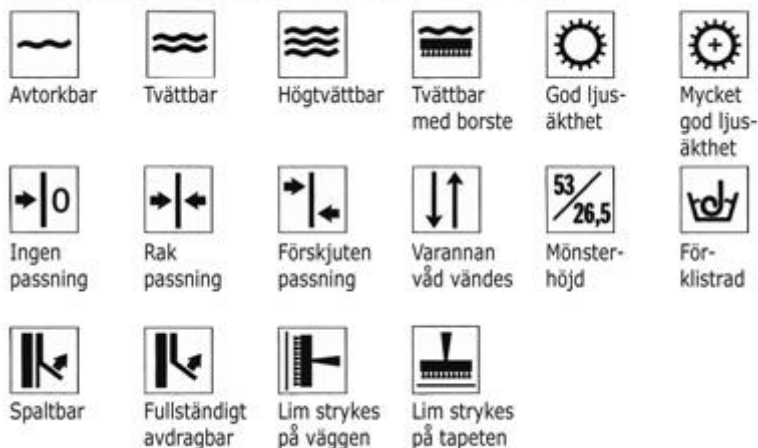 Avtorkbar
Tvättbar
Högtvättbar
Tvättbar
med borste
God ljus-
äkthet
Mycket
god ljus-
äkthet
0
53
26,5
Ingen
passning
Rak
passning
Förskjuten
passning
Varannan
våd vändes
Mönster-
höjd
För-
klistrad
Spaltbar
Fullständigt
avdragbar
Lim strykes
på väggen
Lim strykes
på tapeten